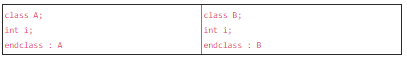 class A;
int i;
endclass : A
class B;
int i;
endclass : B